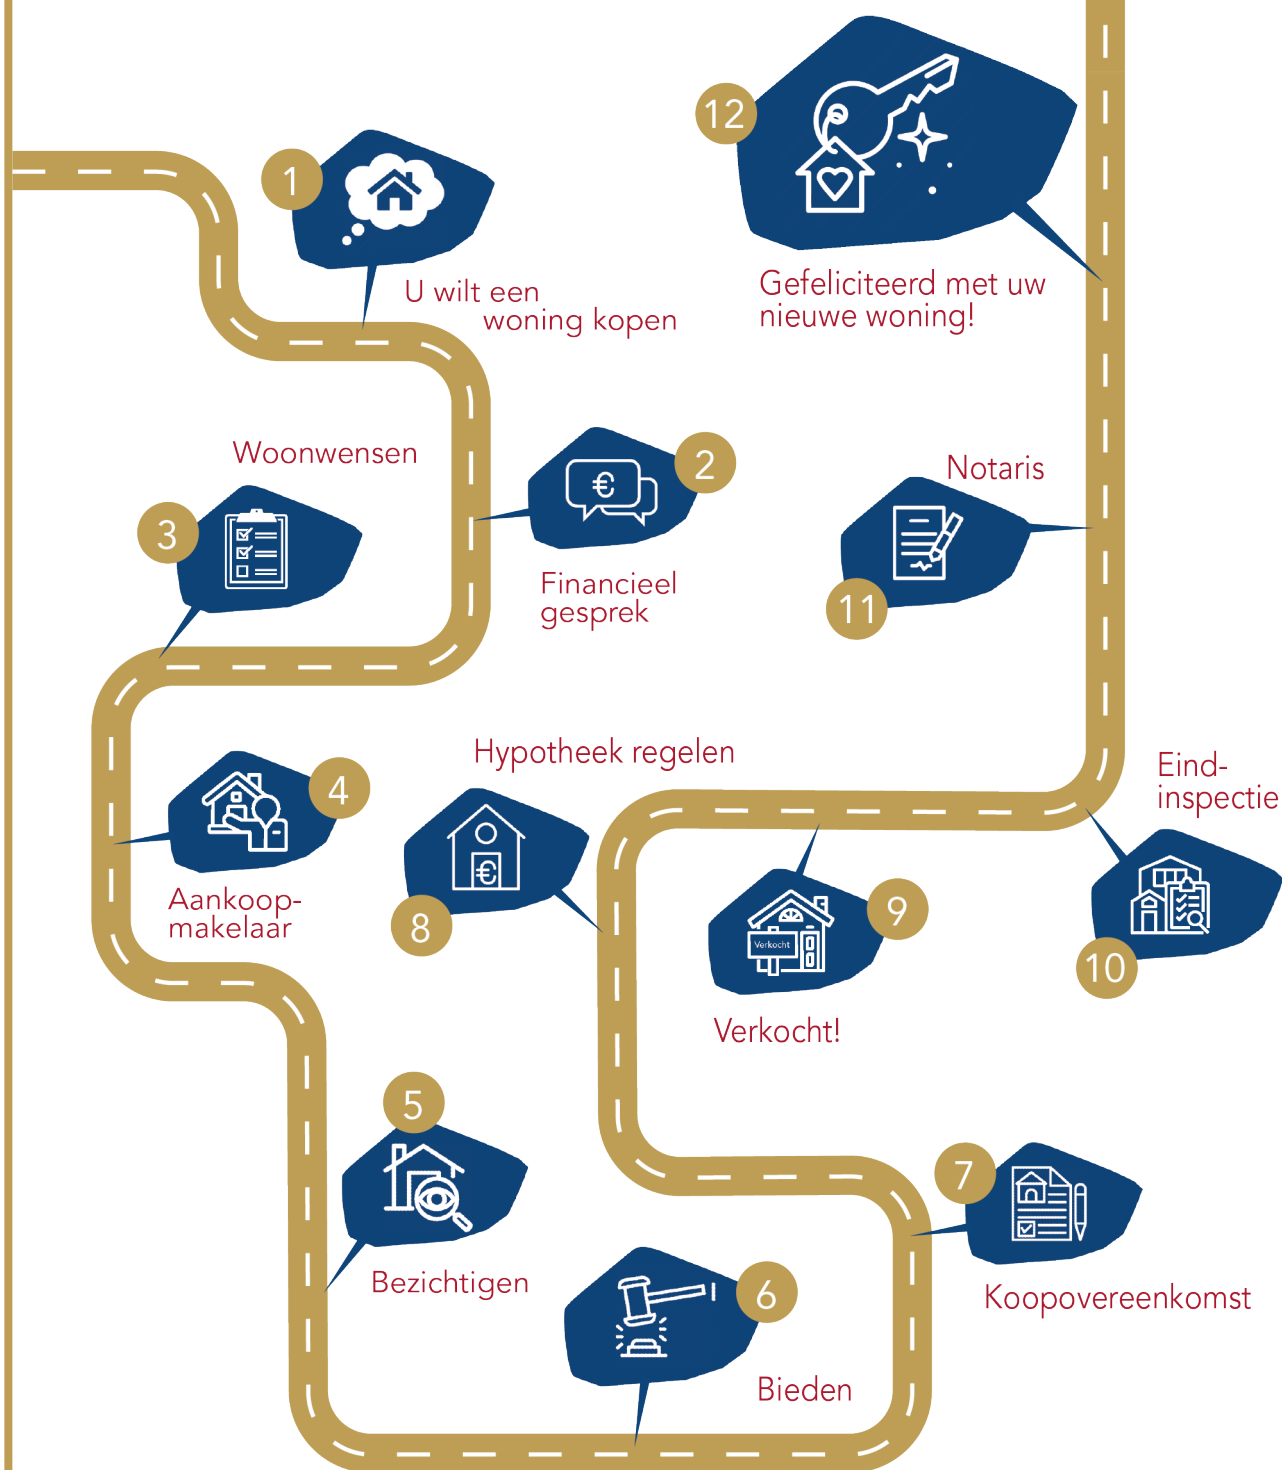 1
U wilt een
woning kopen
2
€
Financieel
gesprek
Woonwensen
3
4
Aankoop-
makelaar
5
Bezichtigen
6
Bieden
7
Koopovereenkomst
Hypotheek regelen
€
8
9
Verkocht
Verkocht!
Eind-
inspectie
10
Notaris
11
12
Gefeliciteerd met uw
nieuwe woning!